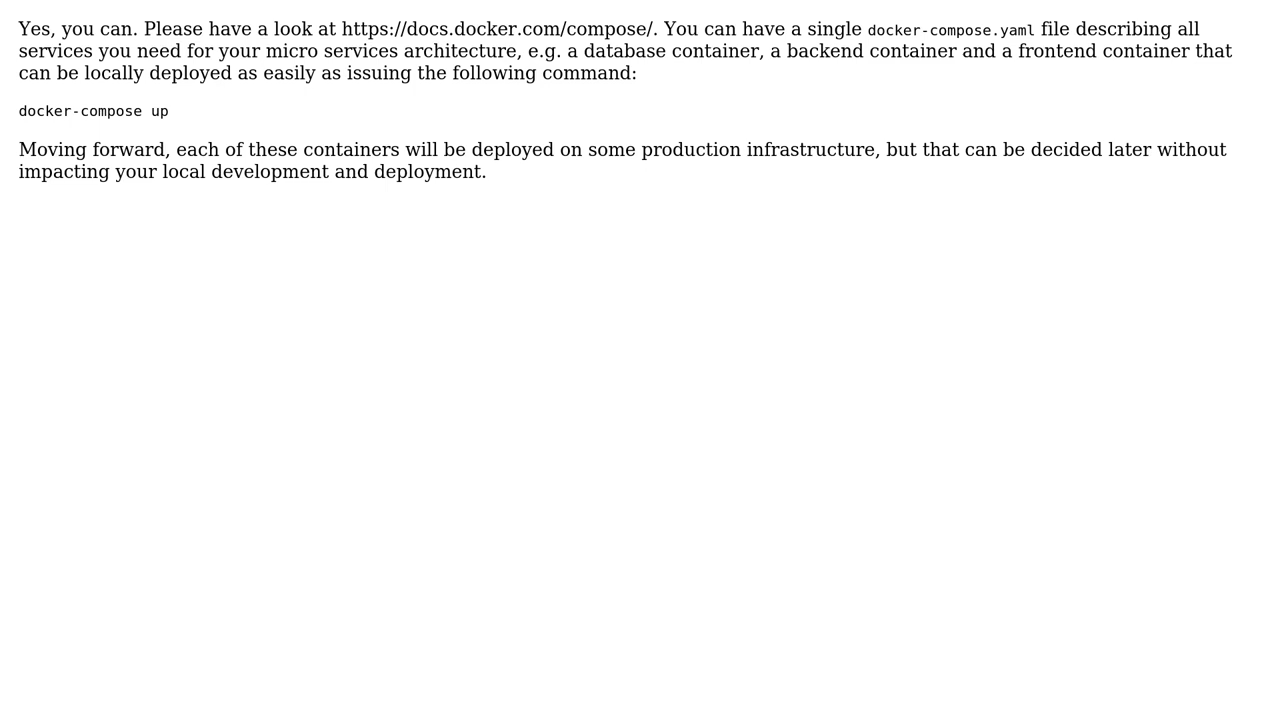 Yes, you can. Please have a look at https://docs.docker.com/compose/. You can have a single docker-compose.yaml file describing all
services you need for your micro services architecture, e.g. a database container, a backend container and a frontend container that
can be locally deployed as easily as issuing the following command:
docker-compose up
Moving forward, each of these containers will be deployed on some production infrastructure, but that can be decided later without
impacting your local development and deployment.